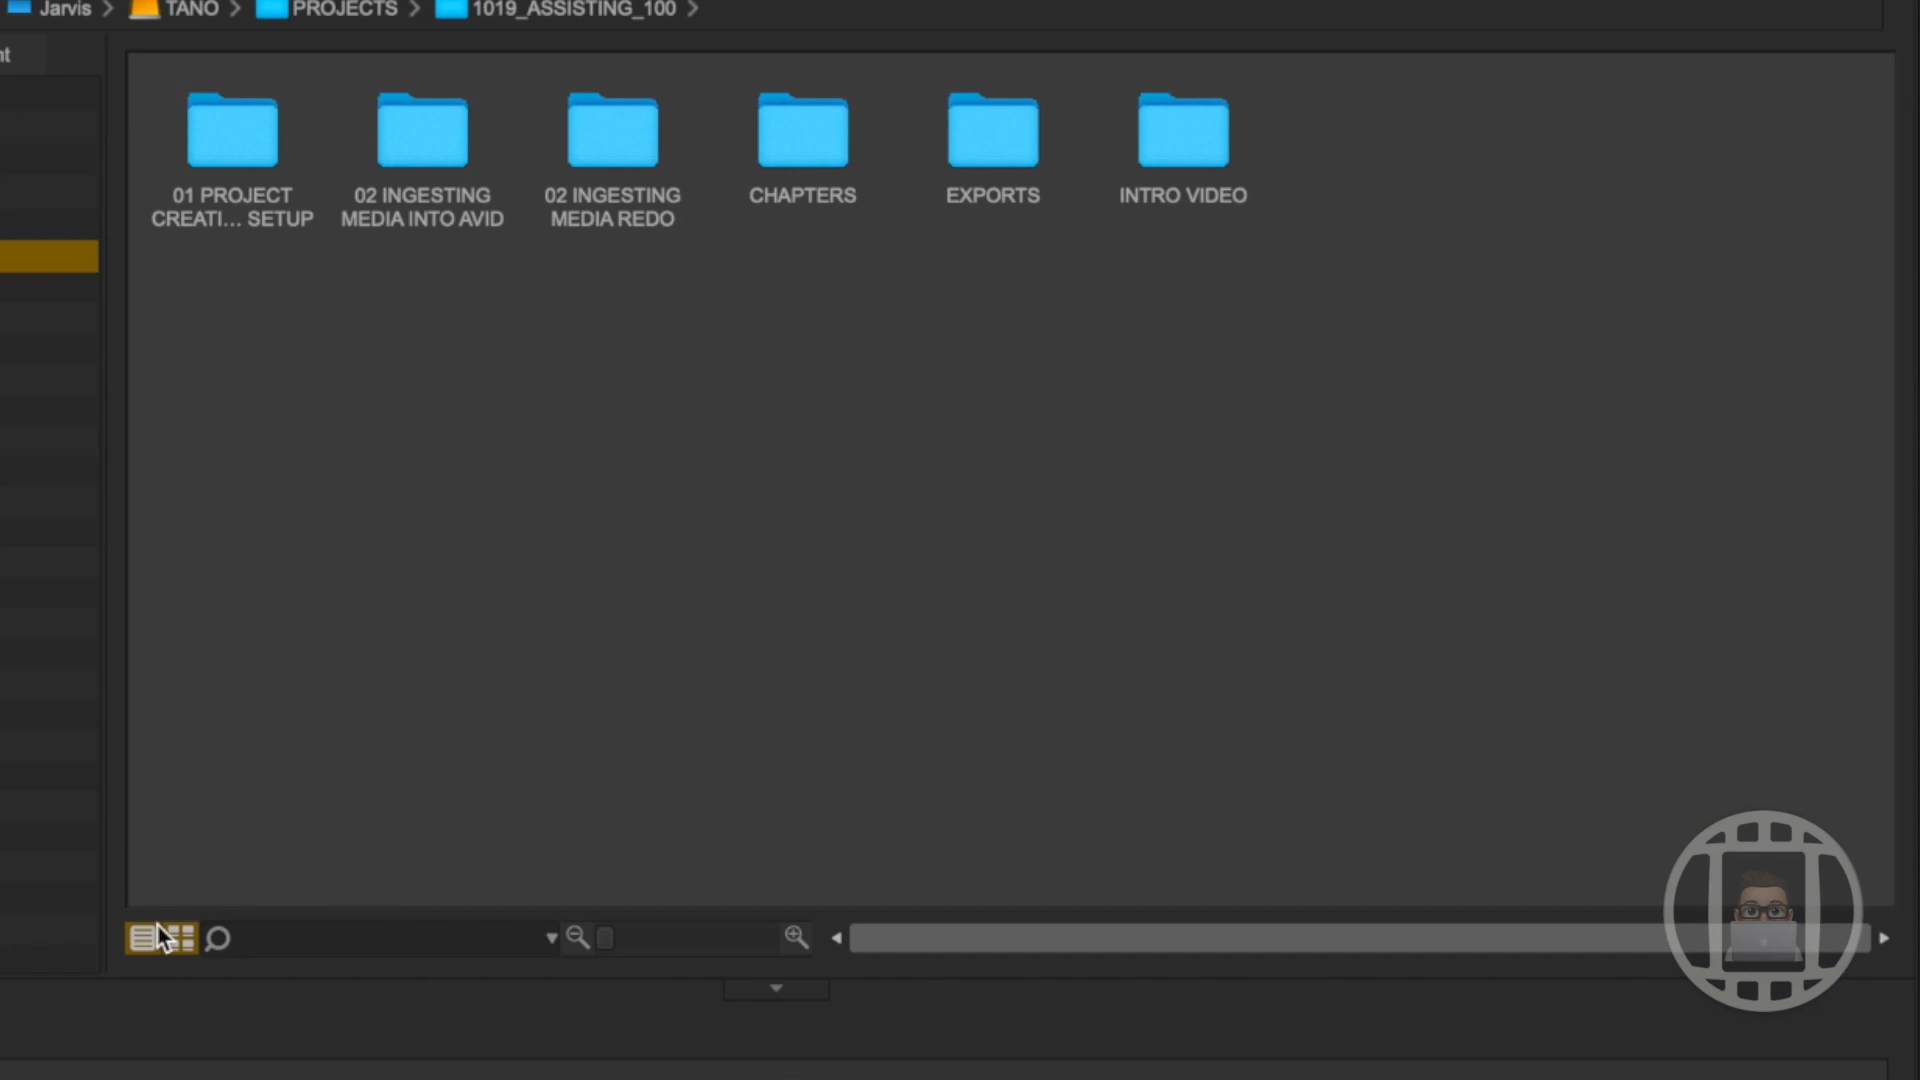 Jarvis TANO PROJECTS 1019_ASSISTING_100
nt
01 PROJECT
CREATI... SETUP
02 INGESTING
MEDIA INTO AVID
02 INGESTING
MEDIA REDO
CHAPTERS
EXPORTS
INTRO VIDEO